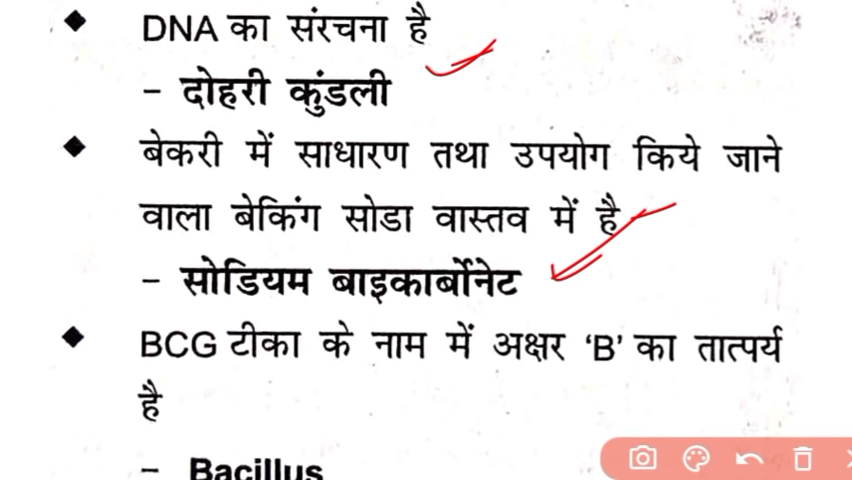 ◆ DNA का संरचना है
– दोहरी कुंडली
◆ बेकरी में साधारण तथा उपयोग किये जाने
वाला बेकिंग सोडा वास्तव में है
– सोडियम बाइकार्बोनेट
◆ BCG टीका के नाम में अक्षर ‘B’ का तात्पर्य
है
– Bacillus